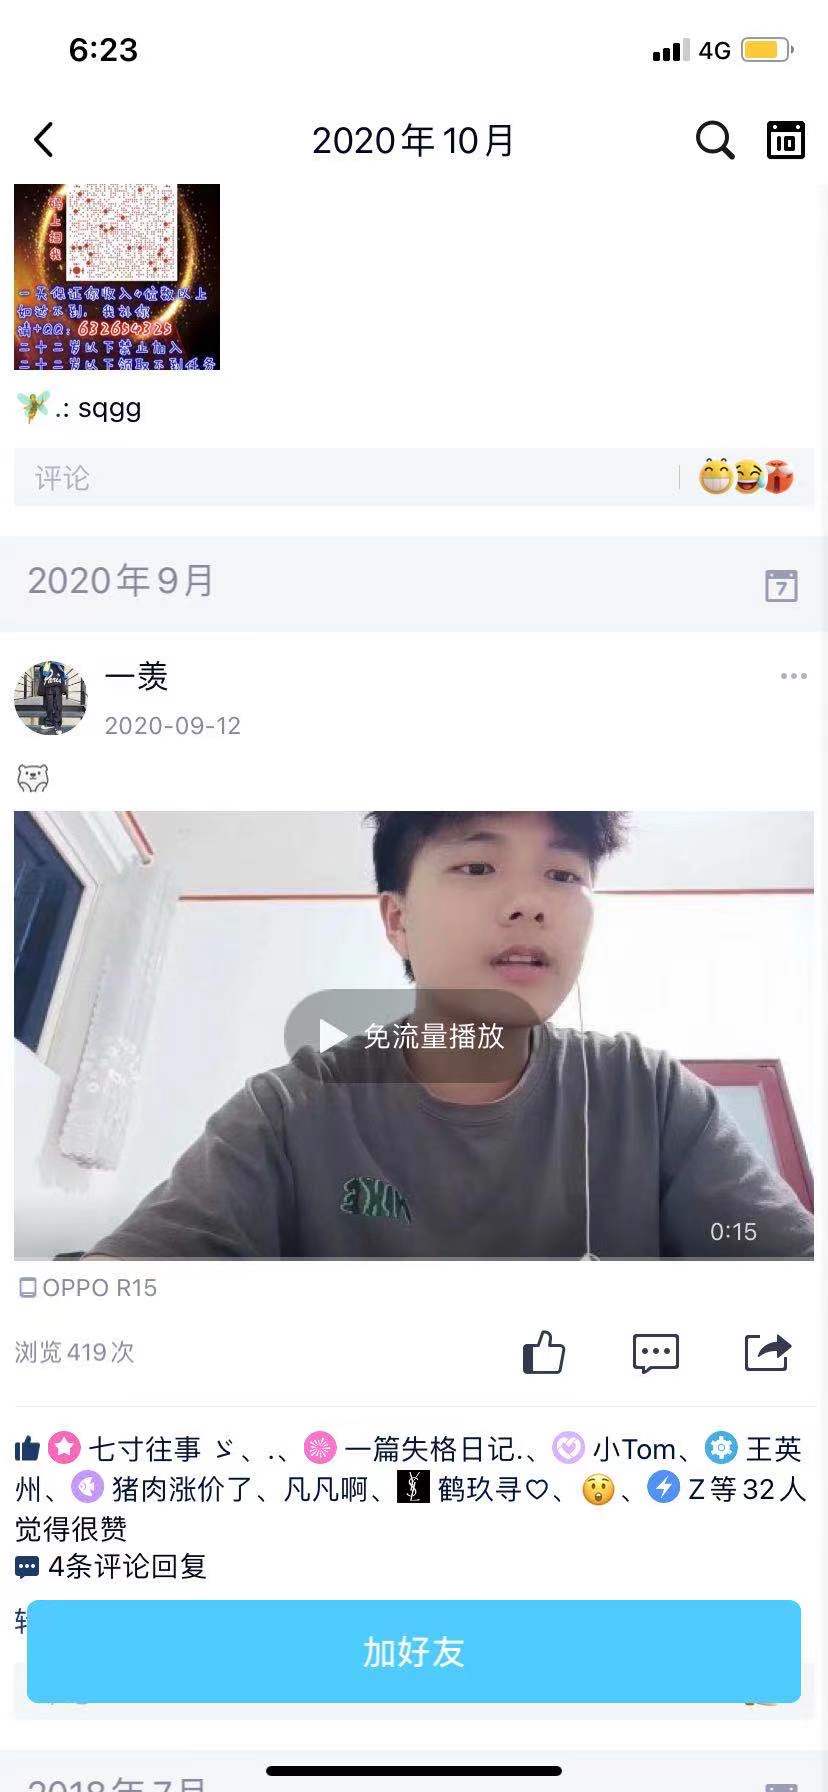 6:23
4G
2020年10月
10
码上扫我
一天保证你收入4位数以上
如达不到，我补你
请+QQ：632654325
二十二岁以下禁止加入
二十二岁以下领取不到任务
.: sqgg
评论
2020年9月
7
一羡
2020-09-12
Paris
免流量播放
NIKE
0:15
OPPO R15
浏览419次
七寸往事 ゞ、.、 一篇失格日记.、 小Tom、 王英
州、 猪肉涨价了、凡凡啊、 鹤玖寻♡、 😲、 Z等32人
觉得很赞
4条评论回复
加好友
2018年7月